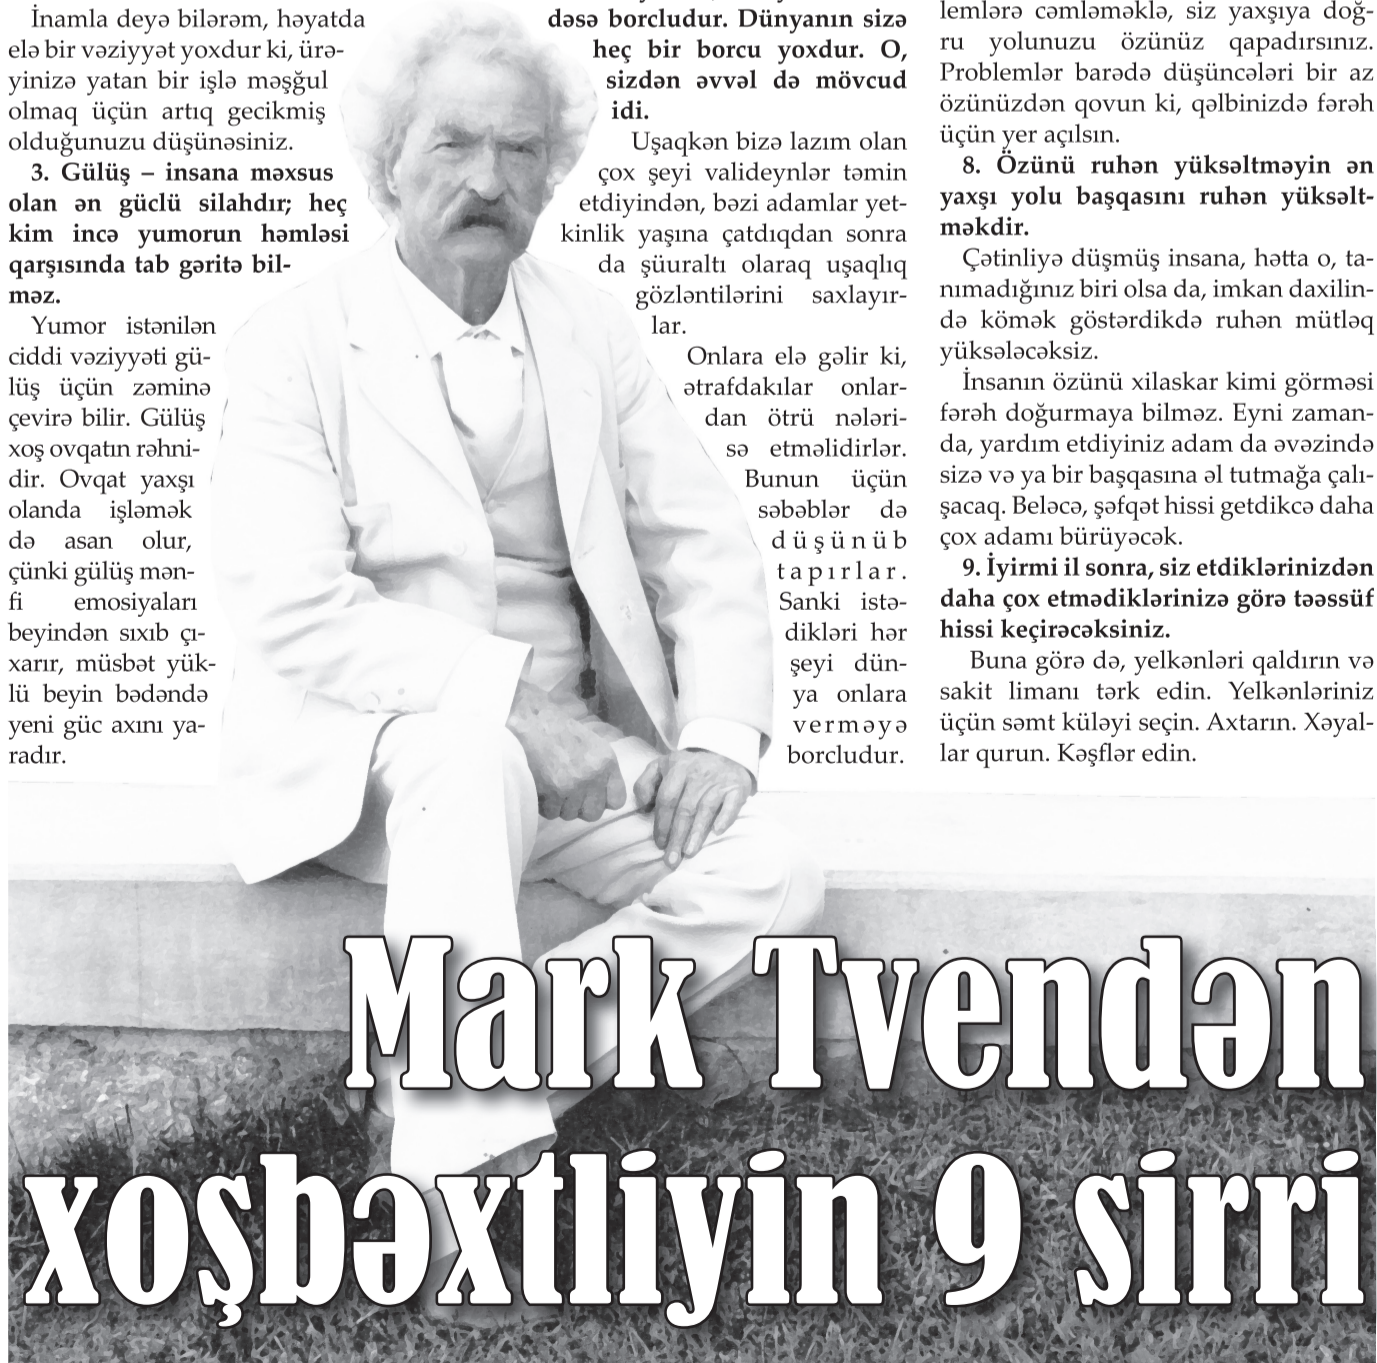 İnamla deyə bilərəm, həyatda
elə bir vəziyyət yoxdur ki, ürə-
yinizə yatan bir işlə məşğul
olmaq üçün artıq gecikmiş
olduğunuzu düşünəsiniz.
3. Gülüş – insana məxsus
olan ən güclü silahdır; heç
kim incə yumorun həmləsi
qarşısında tab gəritə bil-
məz.
Yumor istənilən
ciddi vəziyyəti gü-
lüş üçün zəminə
çevirə bilir. Gülüş
xoş ovqatın rəhni-
dir. Ovqat yaxşı
olanda işləmək
də asan olur,
çünki gülüş mən-
fi emosiyaları
beyindən sıxıb çı-
xarır, müsbət yük-
lü beyin bədəndə
yeni güc axını ya-
radır.
dəsə borcludur. Dünyanın sizə
heç bir borcu yoxdur. O,
sizdən əvvəl də mövcud
idi.
Uşaqkən bizə lazım olan
çox şeyi valideynlər təmin
etdiyindən, bəzi adamlar yet-
kinlik yaşına çatdıqdan sonra
da şüuraltı olaraq uşaqlıq
gözləntilərini saxlayır-
lar.
Onlara elə gəlir ki,
ətrafdakılar onlar-
dan ötrü nələri-
sə etməlidirlər.
Bunun üçün
səbəblər də
düşünüb
tapırlar.
Sanki istə-
dikləri hər
şeyi dün-
ya onlara
verməyə
borcludur.
lemlərə cəmləməklə, siz yaxşıya doğ-
ru yolunuzu özünüz qapadırsınız.
Problemlər barədə düşüncələri bir az
özünüzdən qovun ki, qəlbinizdə fərəh
üçün yer açılsın.
8. Özünü ruhən yüksəltməyin ən
yaxşı yolu başqasını ruhən yüksəlt-
məkdir.
Çətinliyə düşmüş insana, hətta o, ta-
nımadığınız biri olsa da, imkan daxilin-
də kömək göstərdikdə ruhən mütləq
yüksələcəksiz.
İnsanın özünü xilaskar kimi görməsi
fərəh doğurmaya bilməz. Eyni zaman-
da, yardım etdiyiniz adam da əvəzində
sizə və ya bir başqasına əl tutmağa çalı-
şacaq. Beləcə, şəfqət hissi getdikcə daha
çox adamı bürüyəcək.
9. İyirmi il sonra, siz etdiklərinizdən
daha çox etmədiklərinizə görə təəssüf
hissi keçirəcəksiniz.
Buna görə də, yelkənləri qaldırın və
sakit limanı tərk edin. Yelkənləriniz
üçün səmt küləyi seçin. Axtarın. Xəyal-
lar qurun. Kəşflər edin.
Mark Tvendən
xoşbəxtliyin 9 sirri